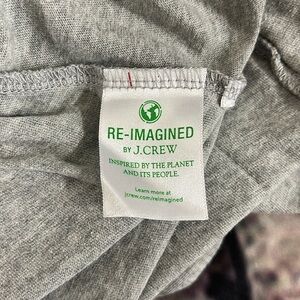 RE-IMAGINED
BY J.CREW
INSPIRED BY THE PLANET
AND ITS PEOPLE.
Learn more at
jcrew.com/reimagined